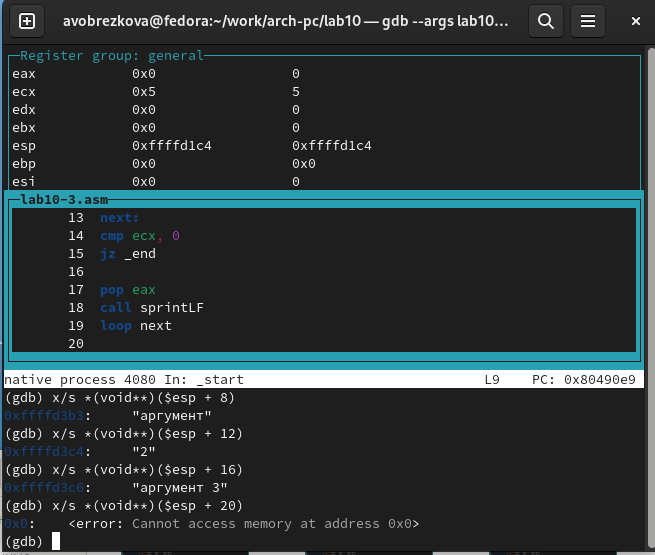 avobrezkova@fedora:~/work/arch-pc/lab10 — gdb --args lab10…
Register group: general
eax 0x0 0
ecx 0x5 5
edx 0x0 0
ebx 0x0 0
esp 0xffffd1c4 0xffffd1c4
ebp 0x0 0x0
esi 0x0 0
lab10-3.asm
13 next:
14 cmp ecx, 0
15 jz _end
16
17 pop eax
18 call sprintLF
19 loop next
20
native process 4080 In: _start L9 PC: 0x80490e9
(gdb) x/s *(void**)($esp + 8)
0xffffd3b3: "аргумент"
(gdb) x/s *(void**)($esp + 12)
0xffffd3c4: "2"
(gdb) x/s *(void**)($esp + 16)
0xffffd3c6: "аргумент 3"
(gdb) x/s *(void**)($esp + 20)
0x0: <error: Cannot access memory at address 0x0>
(gdb)